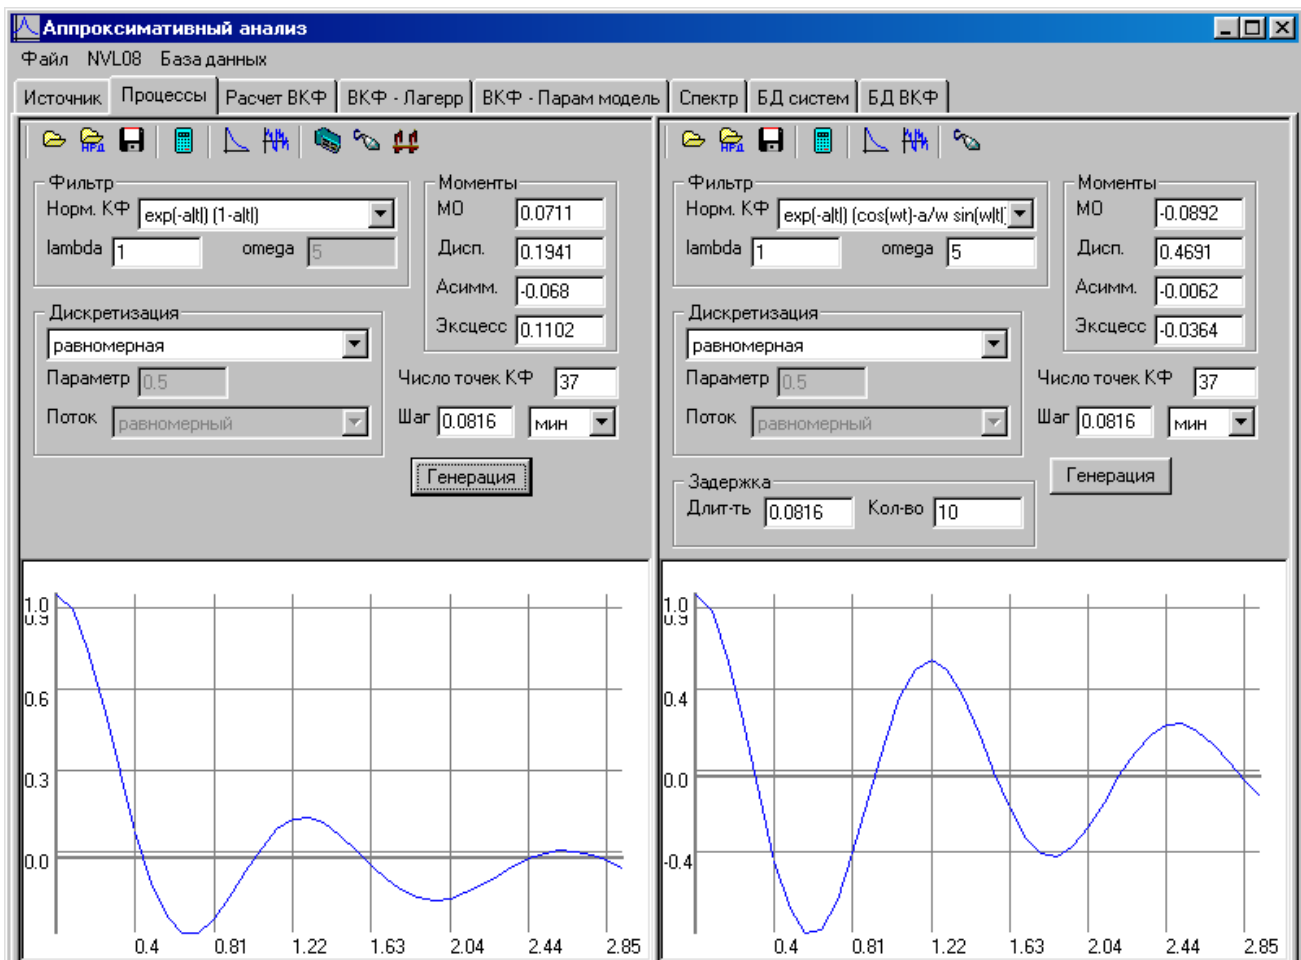 Аппроксимативный анализ
Файл NVL08 База данных
Источник Процессы Расчет ВКФ ВКФ - Лагерр ВКФ - Парам модель Спектр БД систем БД ВКФ
НРД
Фильтр
Норм. КФ exp(-a|t|) (1-a|t|)
lambda 1 omega 5
Моменты
МО 0.0711
Дисп. 0.1941
Асимм. -0.068
Эксцесс 0.1102
Дискретизация
равномерная
Параметр 0.5
Поток равномерный
Число точек КФ 37
Шаг 0.0816 мин
Генерация
1.0
0.9
0.6
0.3
0.0
0.4 0.81 1.22 1.63 2.04 2.44 2.85
НРД
Фильтр
Норм. КФ exp(-a|t|) (cos(wt)-a/w sin(w|t|
lambda 1 omega 5
Моменты
МО -0.0892
Дисп. 0.4691
Асимм. -0.0062
Эксцесс -0.0364
Дискретизация
равномерная
Параметр 0.5
Поток равномерный
Число точек КФ 37
Шаг 0.0816 мин
Генерация
Задержка
Длит-ть 0.0816 Кол-во 10
1.0
0.9
0.4
0.0
-0.4
0.4 0.81 1.22 1.63 2.04 2.44 2.85